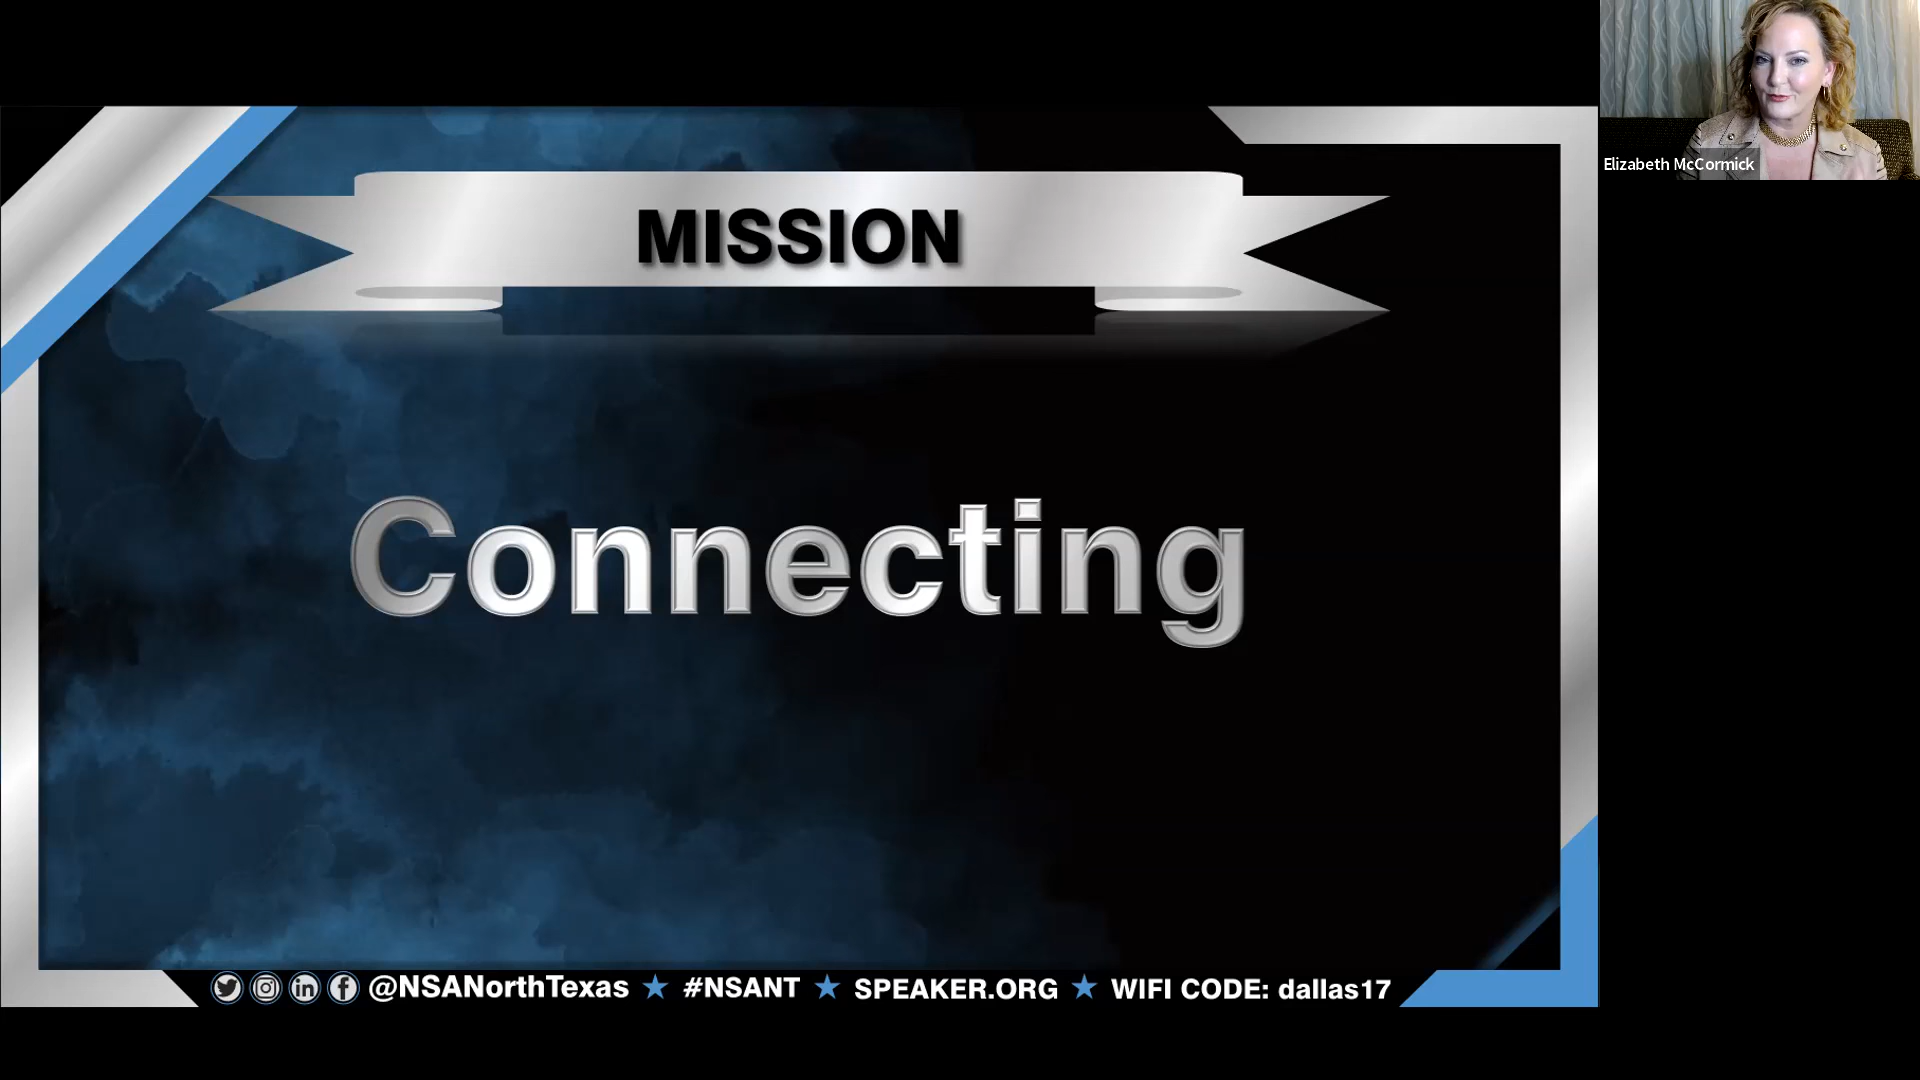 Elizabeth McCormick
MISSION
Connecting
@NSANorthTexas ★ #NSANT ★ SPEAKER.ORG ★ WIFI CODE: dallas17